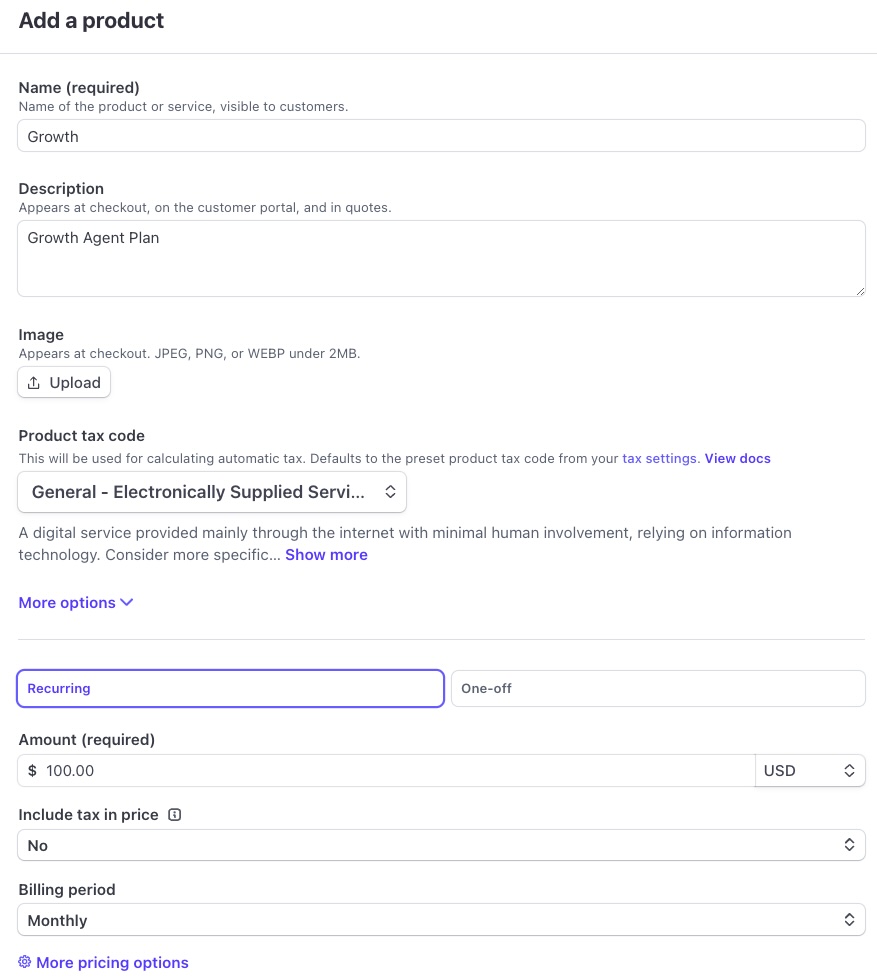 Add a product
Name (required)
Name of the product or service, visible to customers.
Growth
Description
Appears at checkout, on the customer portal, and in quotes.
Growth Agent Plan
Image
Appears at checkout. JPEG, PNG, or WEBP under 2MB.
Upload
Product tax code
This will be used for calculating automatic tax. Defaults to the preset product tax code from your tax settings. View docs
General - Electronically Supplied Servi...
A digital service provided mainly through the internet with minimal human involvement, relying on information
technology. Consider more specific... Show more
More options
Recurring
One-off
Amount (required)
$ 100.00
USD
Include tax in price
No
Billing period
Monthly
More pricing options